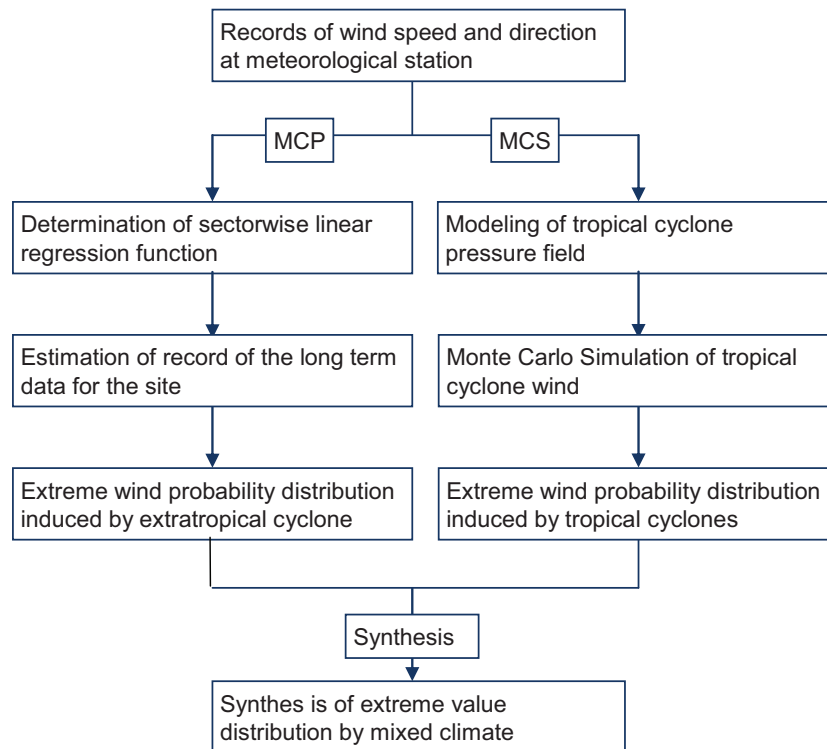 Records of wind speed and direction
at meteorological station
MCP
MCS
Determination of sectorwise linear
regression function
Modeling of tropical cyclone
pressure field
Estimation of record of the long term
data for the site
Monte Carlo Simulation of tropical
cyclone wind
Extreme wind probability distribution
induced by extratropical cyclone
Extreme wind probability distribution
induced by tropical cyclones
Synthesis
Synthes is of extreme value
distribution by mixed climate